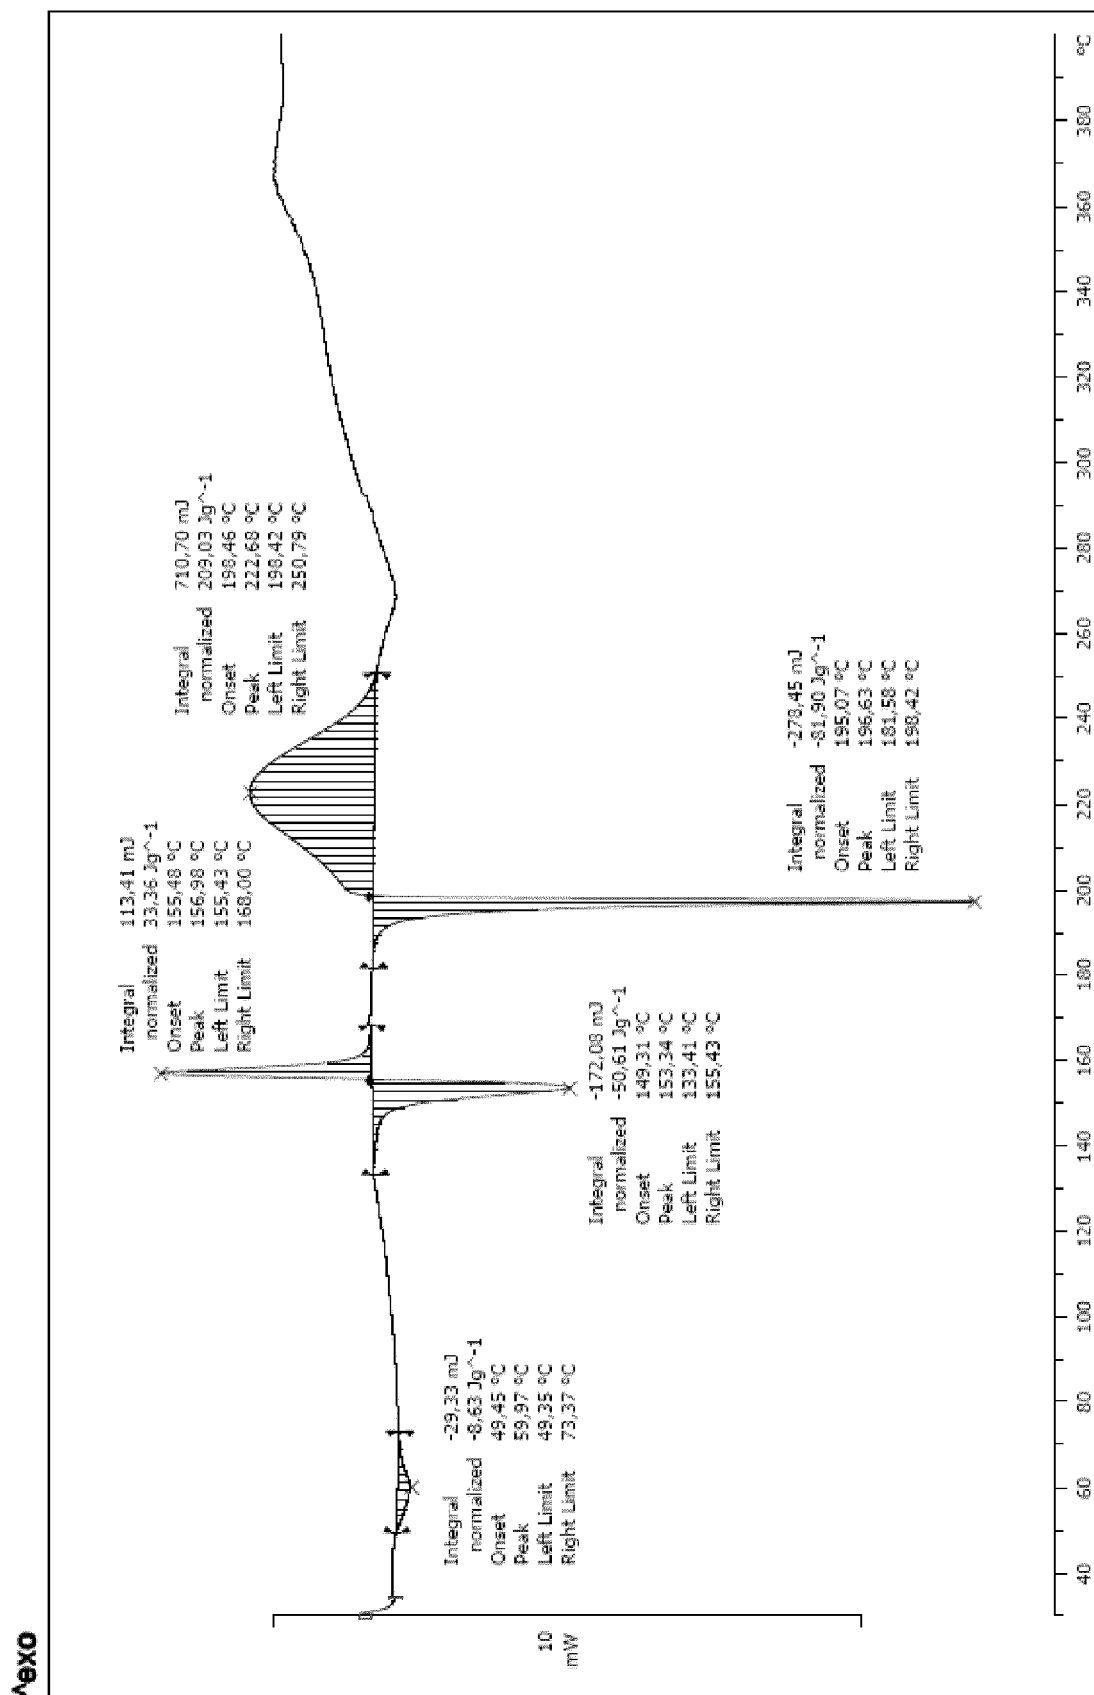 ^exo
Integral 113,41 mJ
normalized 33,36 Jg^-1
Onset 155,48 °C
Peak 156,98 °C
Left Limit 155,43 °C
Right Limit 168,00 °C
Integral 710,70 mJ
normalized 209,03 Jg^-1
Onset 198,46 °C
Peak 222,68 °C
Left Limit 198,42 °C
Right Limit 250,79 °C
Integral -29,33 mJ
normalized -8,63 Jg^-1
Onset 49,45 °C
Peak 59,97 °C
Left Limit 49,35 °C
Right Limit 73,37 °C
Integral -172,08 mJ
normalized -50,61 Jg^-1
Onset 149,31 °C
Peak 153,34 °C
Left Limit 133,41 °C
Right Limit 155,43 °C
Integral -278,45 mJ
normalized -81,90 Jg^-1
Onset 195,07 °C
Peak 196,63 °C
Left Limit 181,58 °C
Right Limit 198,42 °C
10
mW
40 60 80 100 120 140 160 180 200 220 240 260 280 300 320 340 360 380 °C